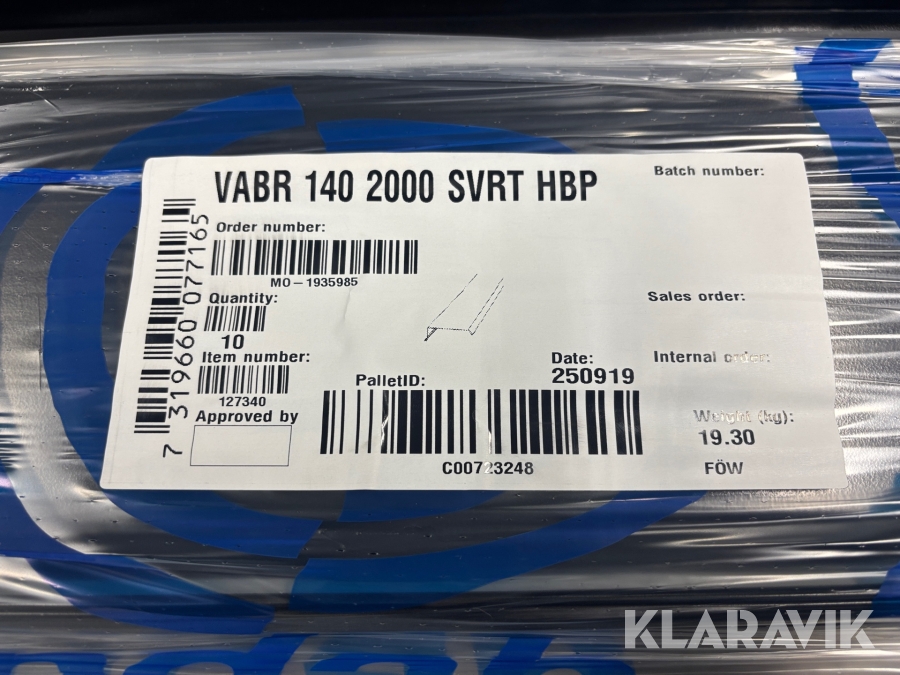 VABR 140 2000 SVRT HBP
Batch number:
7 319660 077165
Order number:
MO-1935985
Quantity:
10
Sales order:
Item number:
127340
PalletID:
C00723248
Date:
250919
Internal order:
Approved by
Weight (kg):
19.30
FÖW
KLARAVIK